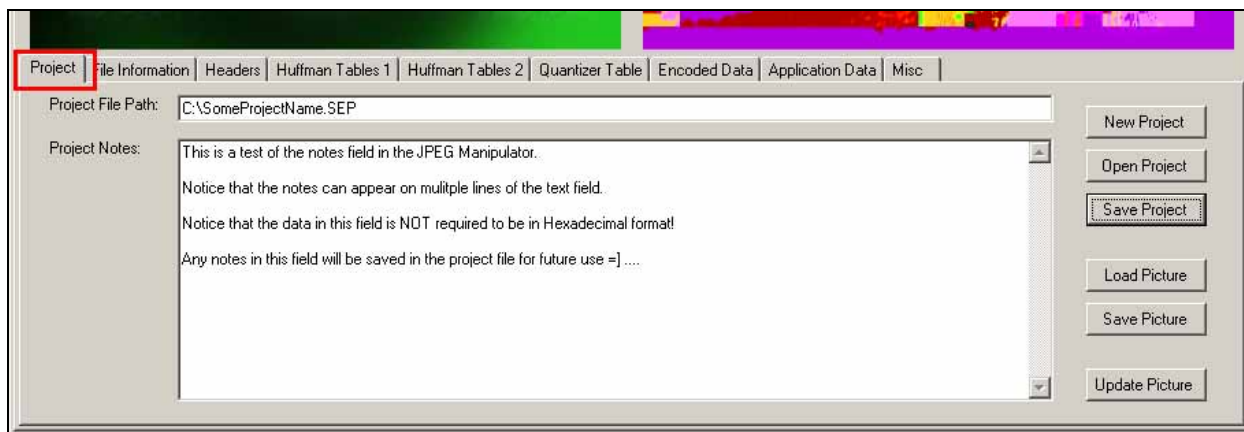 Project File Information Headers Huffman Tables 1 Huffman Tables 2 Quantizer Table Encoded Data Application Data Misc
Project File Path: C:\SomeProjectName.SEP
New Project
Project Notes: This is a test of the notes field in the JPEG Manipulator.
Open Project
Notice that the notes can appear on mulitple lines of the text field.
Save Project
Notice that the data in this field is NOT required to be in Hexadecimal format!
Any notes in this field will be saved in the project file for future use =] ....
Load Picture
Save Picture
Update Picture